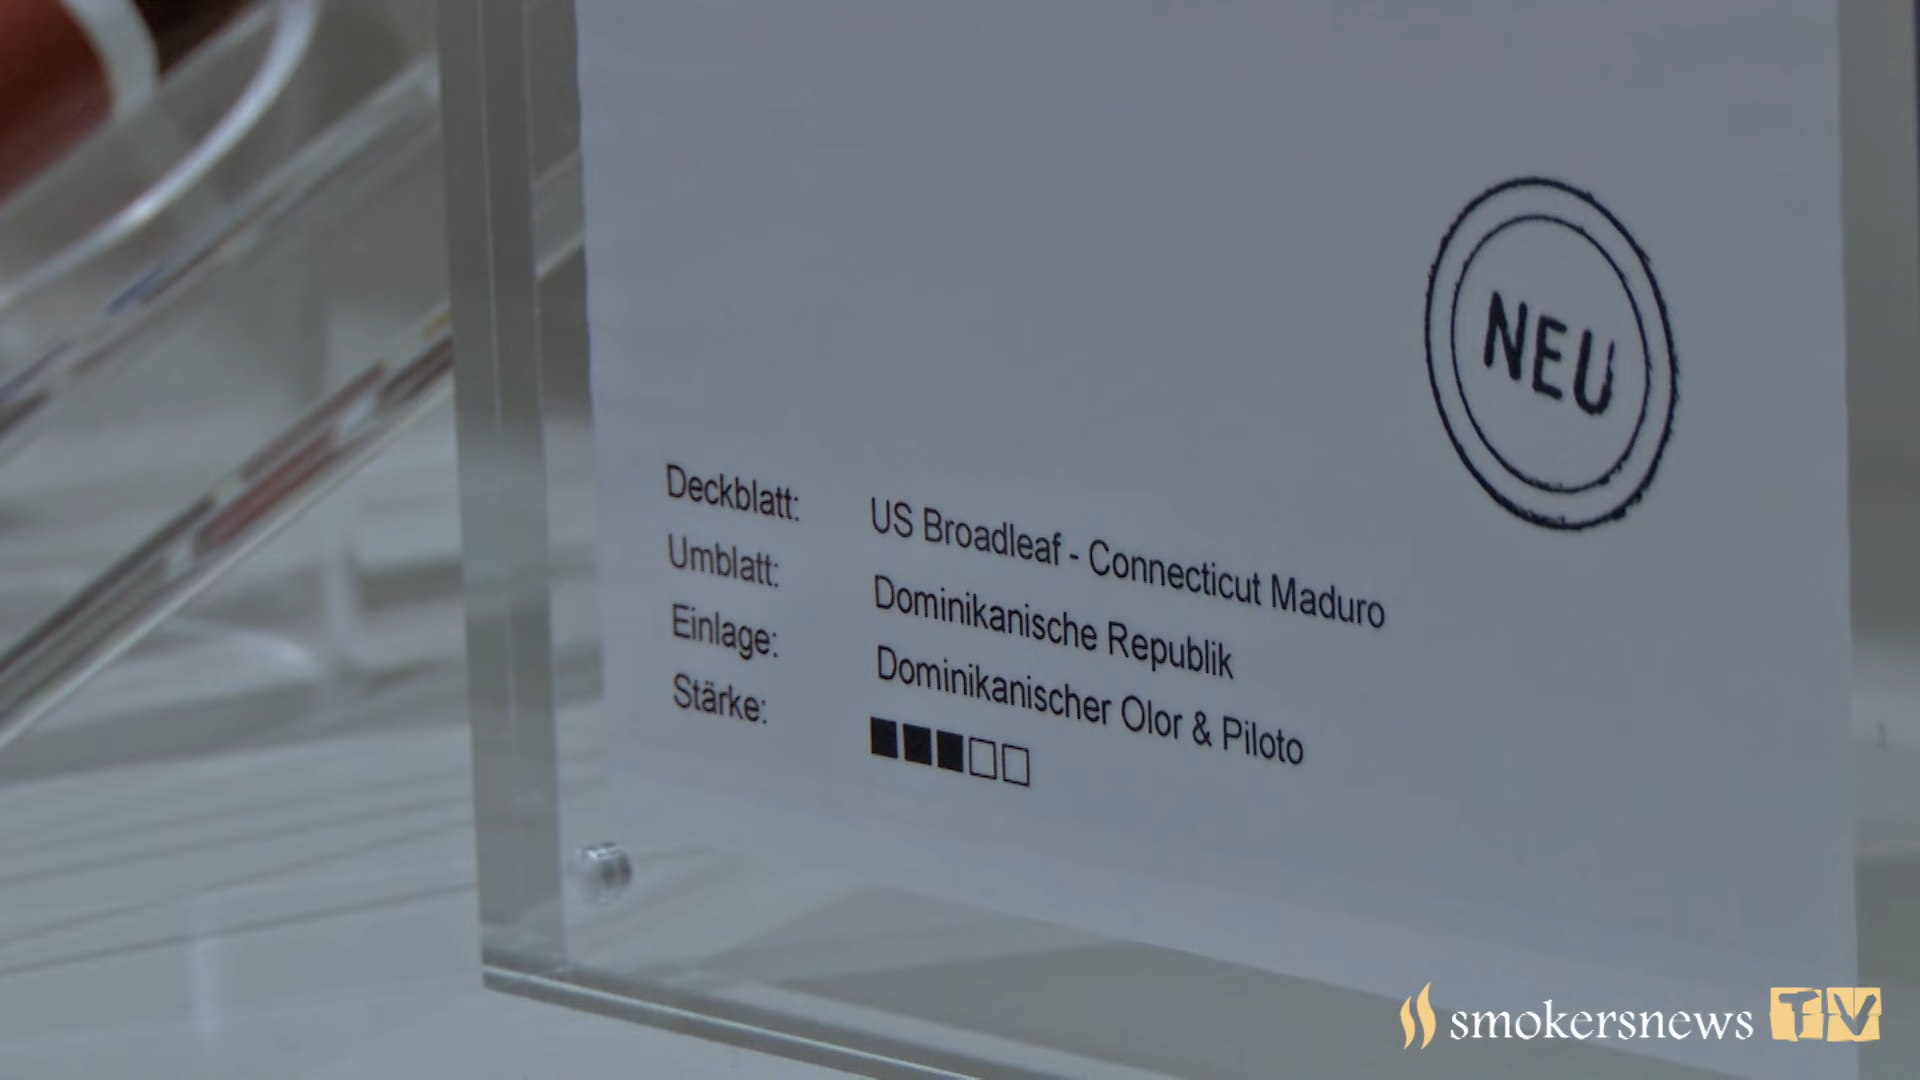 NEU
Deckblatt: US Broadleaf - Connecticut Maduro
Umblatt: Dominikanische Republik
Einlage: Dominikanischer Olor & Piloto
Stärke: ■■■□□
smokersnews TV